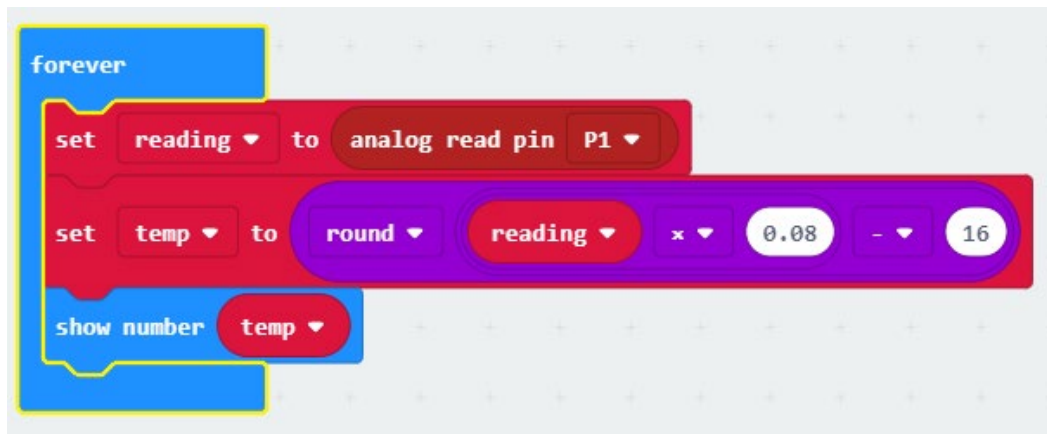 forever
set reading to analog read pin P1
set temp to round reading × 0.08 - 16
show number temp